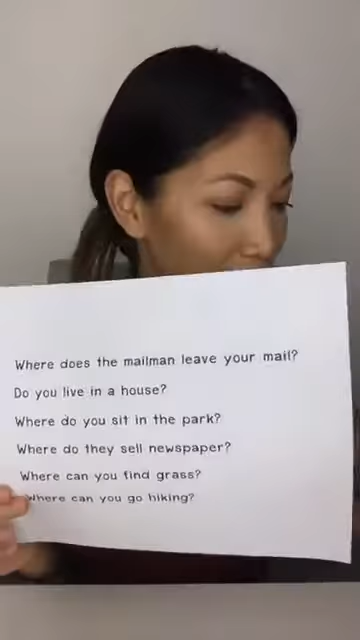 Where does the mailman leave your mail?
Do you live in a house?
Where do you sit in the park?
Where do they sell newspaper?
Where can you find grass?
Where can you go hiking?